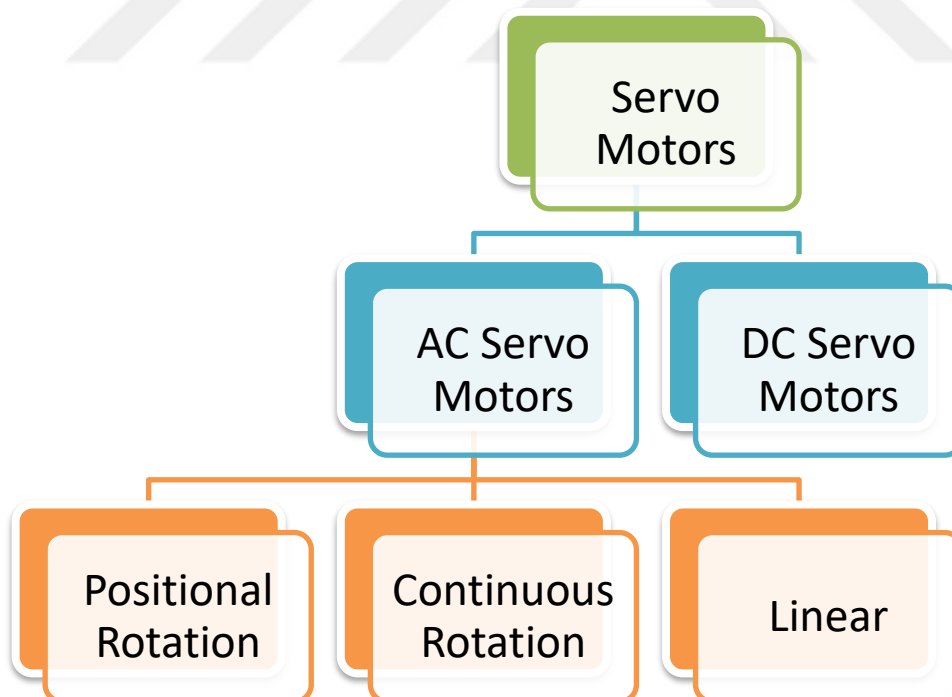 Servo
Motors
AC Servo
Motors
DC Servo
Motors
Positional
Rotation
Continuous
Rotation
Linear